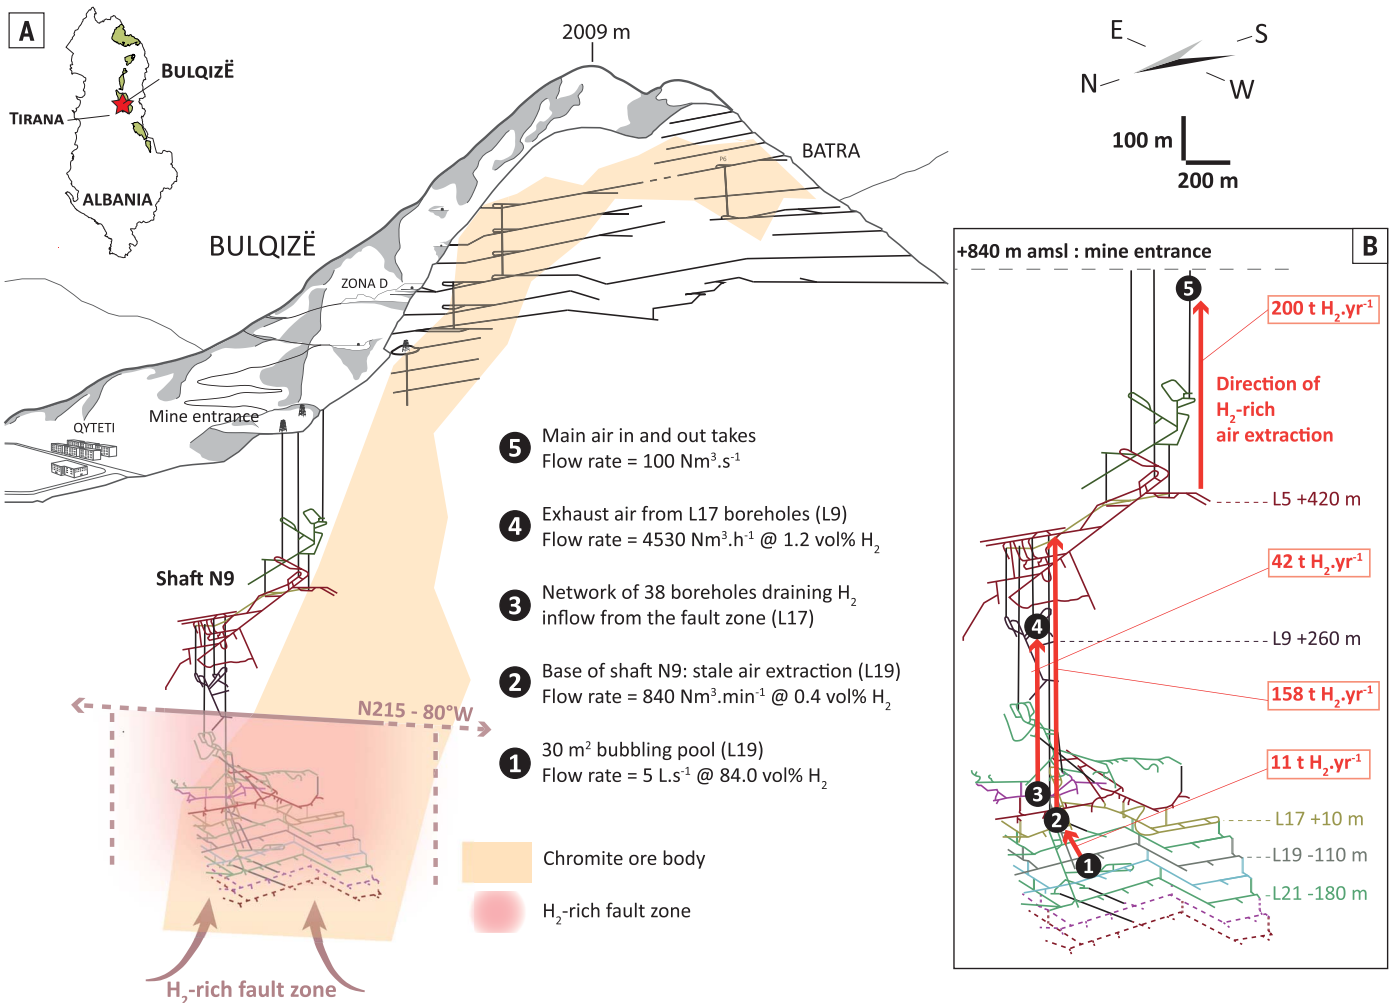 A
BULQIZË
TIRANA
ALBANIA
2009 m
BATRA
P6
BULQIZË
ZONA D
Mine entrance
QYTETI
Shaft N9
N215 - 80°W
H₂-rich fault zone
5 Main air in and out takes
Flow rate = 100 Nm³.s⁻¹
4 Exhaust air from L17 boreholes (L9)
Flow rate = 4530 Nm³.h⁻¹ @ 1.2 vol% H₂
3 Network of 38 boreholes draining H₂
inflow from the fault zone (L17)
2 Base of shaft N9: stale air extraction (L19)
Flow rate = 840 Nm³.min⁻¹ @ 0.4 vol% H₂
1 30 m² bubbling pool (L19)
Flow rate = 5 L.s⁻¹ @ 84.0 vol% H₂
Chromite ore body
H₂-rich fault zone
E
S
N
W
100 m
200 m
B
+840 m amsl : mine entrance
5
200 t H₂.yr⁻¹
Direction of
H₂-rich
air extraction
L5 +420 m
42 t H₂.yr⁻¹
4
L9 +260 m
158 t H₂.yr⁻¹
11 t H₂.yr⁻¹
3
2
L17 +10 m
1
L19 -110 m
L21 -180 m